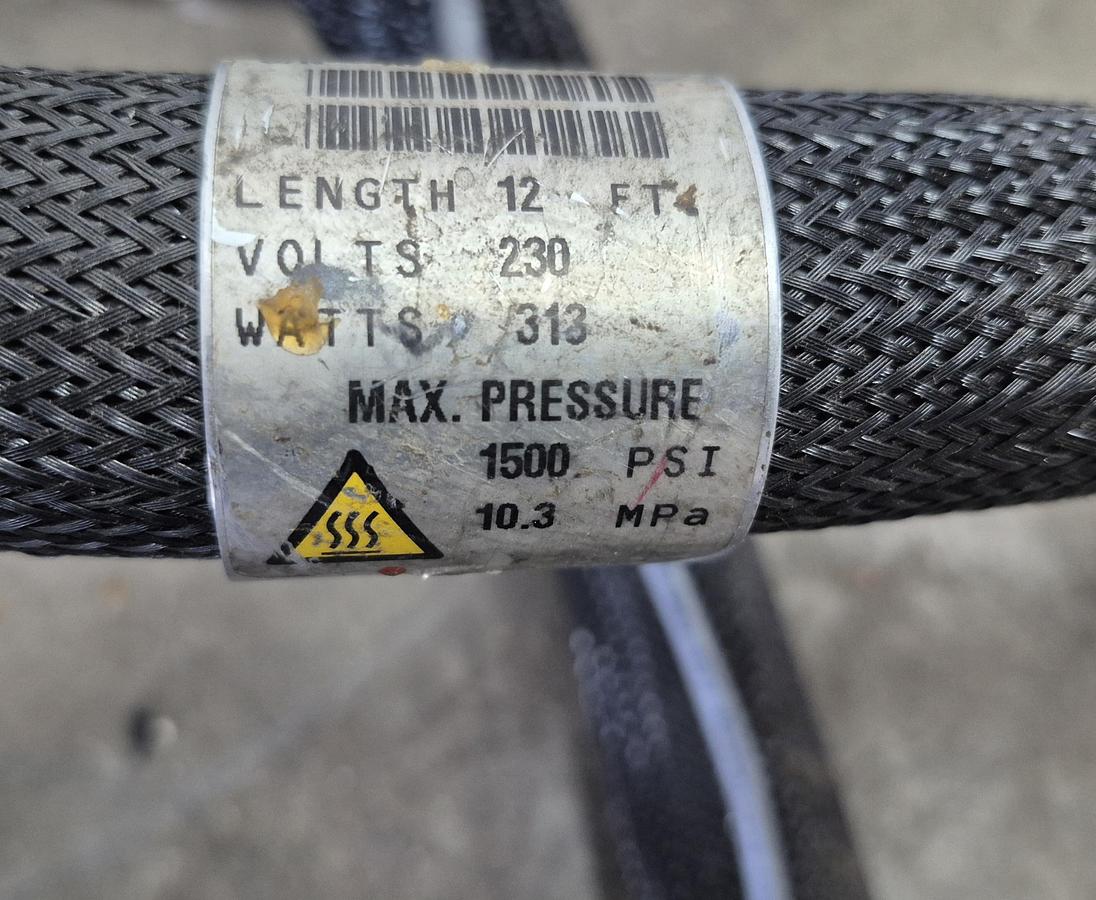 LENGTH 12 FT
VOLTS 230
WATTS 313
MAX. PRESSURE
1500 PSI
10.3 MPa